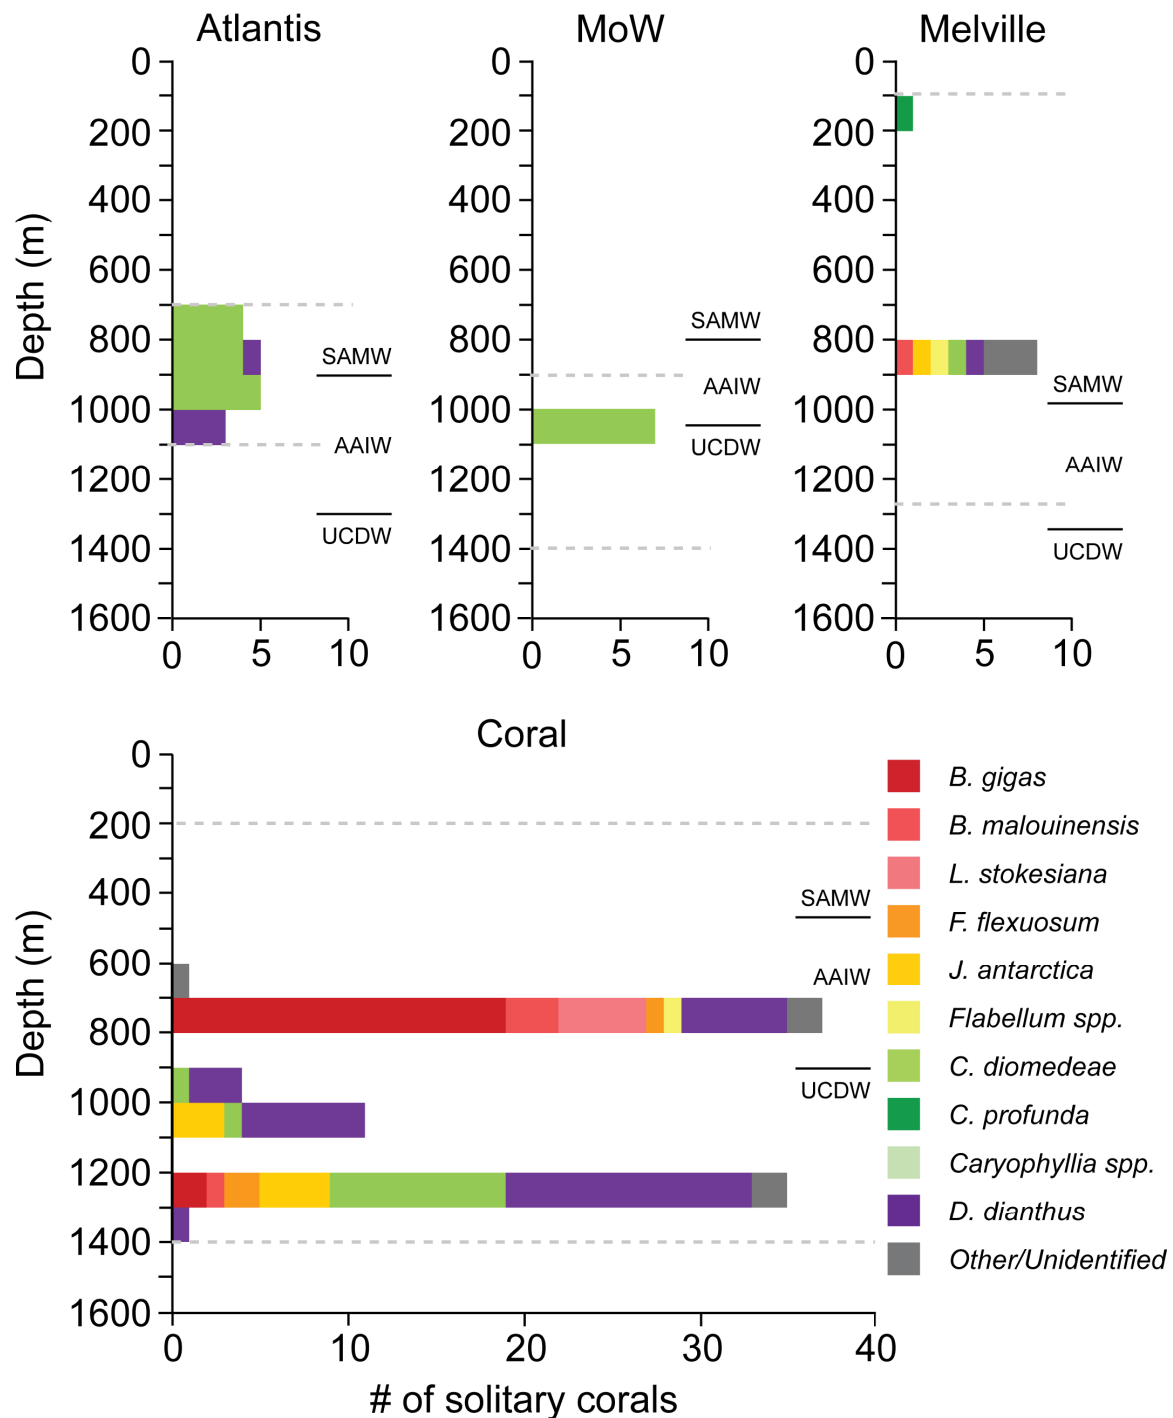 Atlantis MoW Melville
0 0 0
200 200 200
400 400 400
600 600 600
800 800 800
1000 1000 1000
1200 1200 1200
1400 1400 1400
1600 1600 1600
Depth (m)
SAMW
AAIW
UCDW
SAMW
AAIW
UCDW
SAMW
AAIW
UCDW
0 5 10 0 5 10 0 5 10
Coral
0
200
400
600
800
1000
1200
1400
1600
Depth (m)
SAMW
AAIW
UCDW
0 10 20 30 40
# of solitary corals
B. gigas
B. malouinensis
L. stokesiana
F. flexuosum
J. antarctica
Flabellum spp.
C. diomedeae
C. profunda
Caryophyllia spp.
D. dianthus
Other/Unidentified